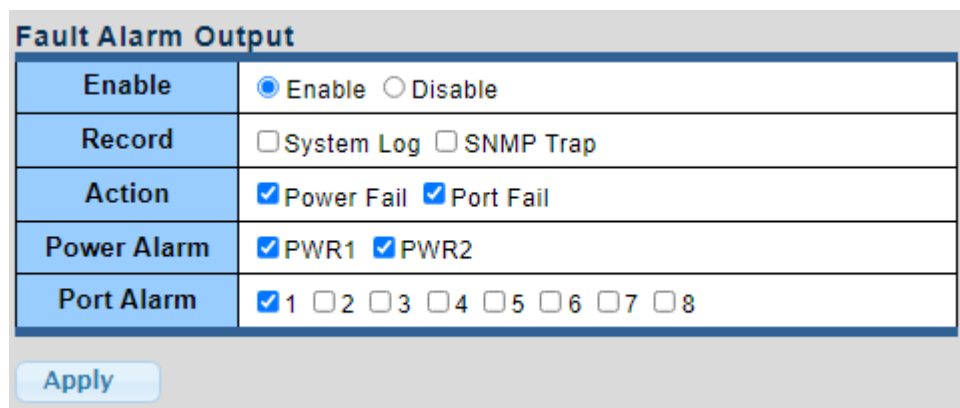 Fault Alarm Output
Enable Enable Disable
Record System Log SNMP Trap
Action Power Fail Port Fail
Power Alarm PWR1 PWR2
Port Alarm 1 2 3 4 5 6 7 8
Apply